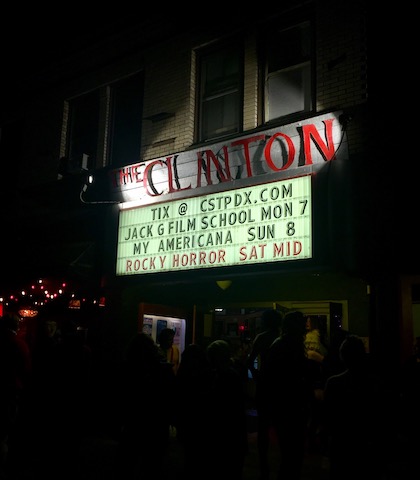 THE CLINTON
TIX @ CSTPDX.COM
JACK G FILM SCHOOL MON 7
MY AMERICANA SUN 8
ROCKY HORROR SAT MID